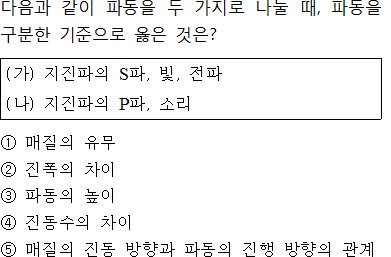 다음과 같이 파동을 두 가지로 나눌 때, 파동을
구분한 기준으로 옳은 것은?
(가) 지진파의 S파, 빛, 전파
(나) 지진파의 P파, 소리
① 매질의 유무
② 진폭의 차이
③ 파동의 높이
④ 진동수의 차이
⑤ 매질의 진동 방향과 파동의 진행 방향의 관계